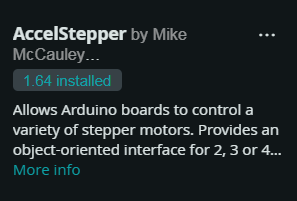 AccelStepper by Mike
McCauley...
1.64 installed
Allows Arduino boards to control a
variety of stepper motors. Provides an
object-oriented interface for 2, 3 or 4...
More info